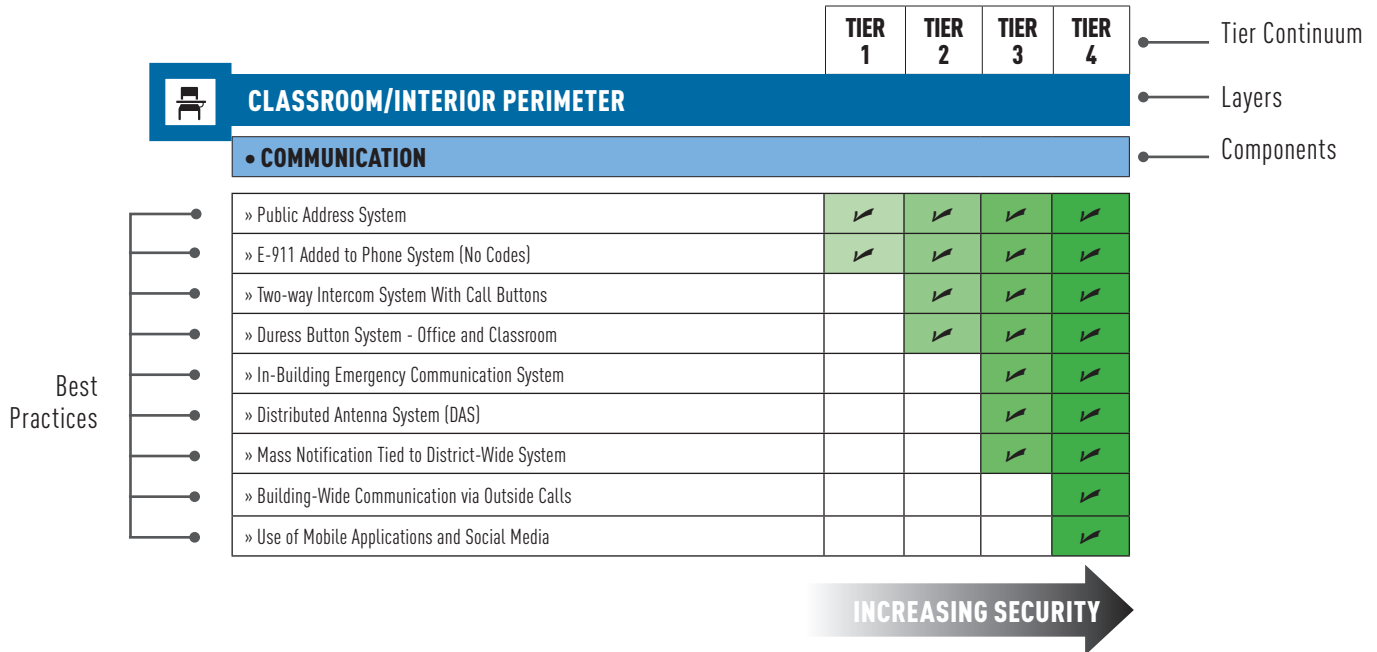 TIER 1
TIER 2
TIER 3
TIER 4
Tier Continuum
CLASSROOM/INTERIOR PERIMETER
Layers
• COMMUNICATION
Components
» Public Address System
» E-911 Added to Phone System (No Codes)
» Two-way Intercom System With Call Buttons
» Duress Button System - Office and Classroom
» In-Building Emergency Communication System
» Distributed Antenna System (DAS)
» Mass Notification Tied to District-Wide System
» Building-Wide Communication via Outside Calls
» Use of Mobile Applications and Social Media
Best
Practices
INCREASING SECURITY